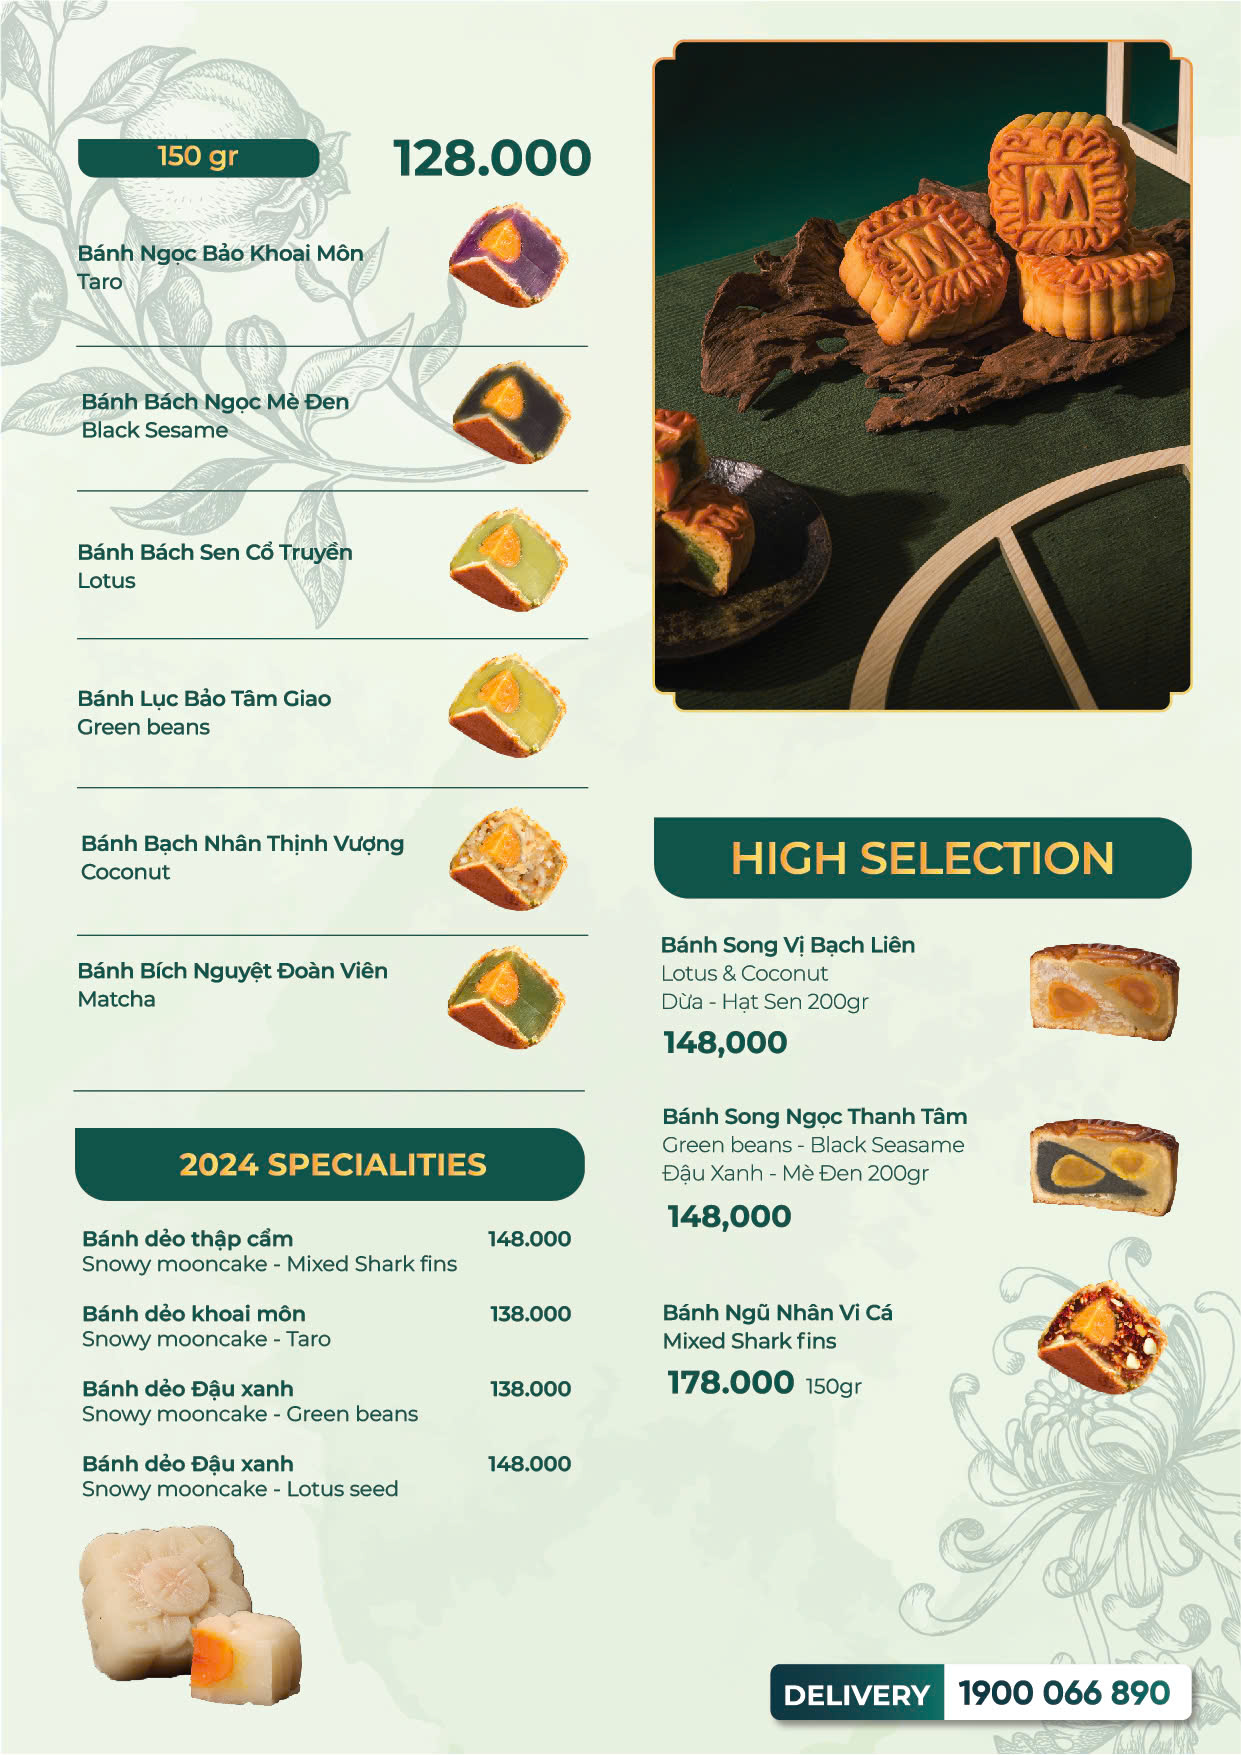 150 gr
128.000
Bánh Ngọc Bảo Khoai Môn
Taro
Bánh Bách Ngọc Mè Đen
Black Sesame
Bánh Bách Sen Cổ Truyền
Lotus
Bánh Lục Bảo Tâm Giao
Green beans
Bánh Bạch Nhân Thịnh Vượng
Coconut
Bánh Bích Nguyệt Đoàn Viên
Matcha
2024 SPECIALITIES
Bánh dẻo thập cẩm 148.000
Snowy mooncake - Mixed Shark fins
Bánh dẻo khoai môn 138.000
Snowy mooncake - Taro
Bánh dẻo Đậu xanh 138.000
Snowy mooncake - Green beans
Bánh dẻo Đậu xanh 148.000
Snowy mooncake - Lotus seed
M
M
HIGH SELECTION
Bánh Song Vị Bạch Liên
Lotus & Coconut
Dừa - Hạt Sen 200gr
148,000
Bánh Song Ngọc Thanh Tâm
Green beans - Black Seasame
Đậu Xanh - Mè Đen 200gr
148,000
Bánh Ngũ Nhân Vi Cá
Mixed Shark fins
178.000 150gr
DELIVERY 1900 066 890